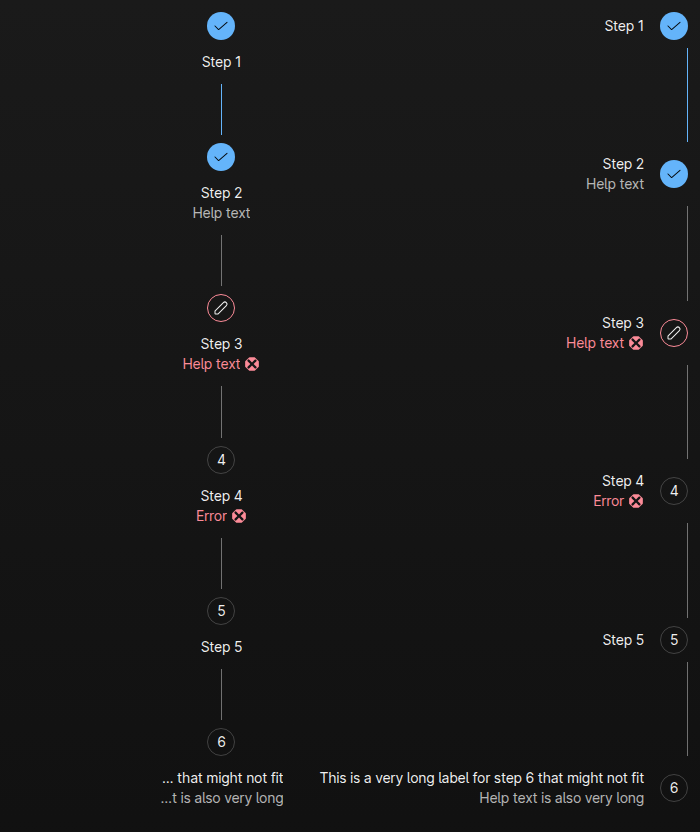 Step 1
Step 2
Help text
Step 3
Help text
4
Step 4
Error
5
Step 5
6
... that might not fit
...t is also very long
Step 1
Step 2
Help text
Step 3
Help text
Step 4
Error
4
Step 5
5
This is a very long label for step 6 that might not fit
Help text is also very long
6